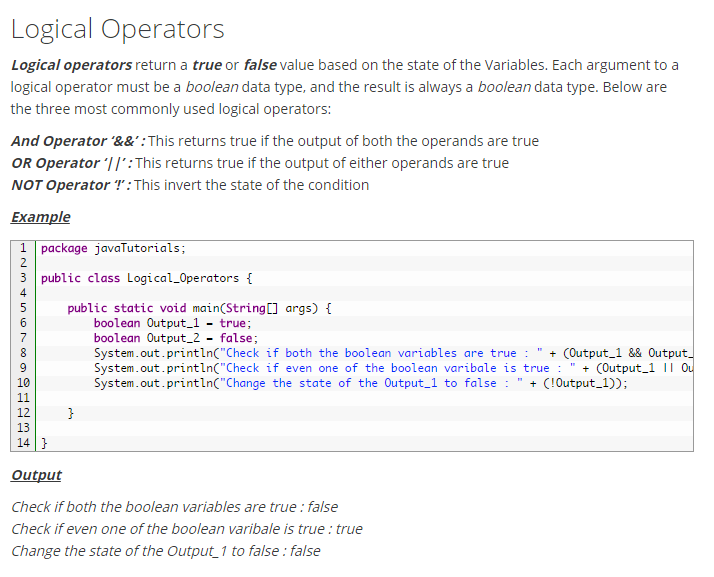 Logical Operators
Logical operators return a true or false value based on the state of the Variables. Each argument to a
logical operator must be a boolean data type, and the result is always a boolean data type. Below are
the three most commonly used logical operators:
And Operator ‘&&’ : This returns true if the output of both the operands are true
OR Operator ‘||’ : This returns true if the output of either operands are true
NOT Operator ‘!’ : This invert the state of the condition
Example
1 package javaTutorials;
2
3 public class Logical_Operators {
4
5 public static void main(String[] args) {
6 boolean Output_1 = true;
7 boolean Output_2 = false;
8 System.out.println("Check if both the boolean variables are true : " + (Output_1 && Output_
9 System.out.println("Check if even one of the boolean varibale is true : " + (Output_1 || Ou
10 System.out.println("Change the state of the Output_1 to false : " + (!Output_1));
11
12 }
13
14 }
Output
Check if both the boolean variables are true : false
Check if even one of the boolean varibale is true : true
Change the state of the Output_1 to false : false